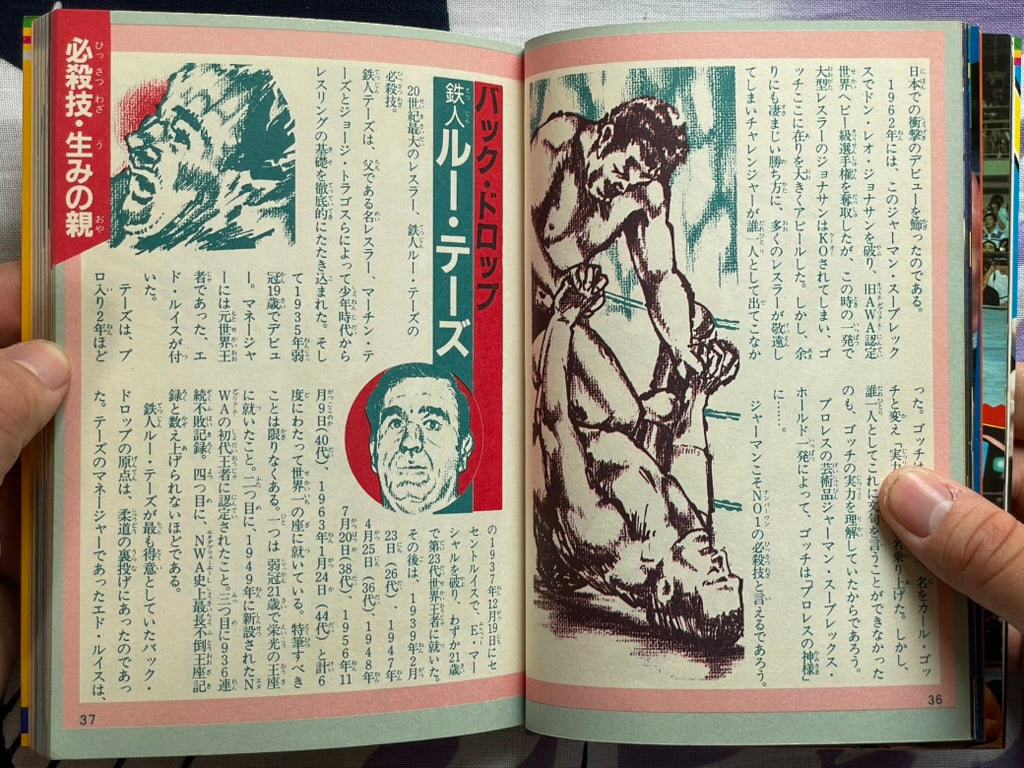 日本での衝撃のデビューを飾ったのである。
1962年には、このジャーマン・スープレック
スでドン・レオ・ジョナサンを破り、旧AWA認定
世界ヘビー級選手権を奪取したが、この時の一発で
大型レスラーのジョナサンはKOされてしまい、ゴ
ッチここに在りを大きくアピールした。しかし、余
りにも凄まじい勝ち方に、多くのレスラーが敬遠し
てしまいチャレンジャーが誰一人として出てこなか
った。ゴッチは
名をカール・ゴッ
チと変え「実力
名乗り上げた。しかし、
誰一人としてこれに文句を言うことができなかった
のも、ゴッチの実力を理解していたからであろう。
プロレスの芸術品ジャーマン・スープレックス・
ホールド一発によって、ゴッチはプロレスの神様
に……。
ジャーマンこそNO1の必殺技と言えるであろう。
36
必殺技・生みの親
バック・ドロップ
鉄人ルー・テーズ
20世紀最大のレスラー、鉄人ルー・テーズの
必殺技。
鉄人テーズは、父である名レスラー、マーチン・テ
ーズとジョージ・トラゴスらによって少年時代から
レスリングの基礎を徹底的にたたき込まれた。そし
て1935年弱
冠19歳でデビュ
ー。マネージャ
ーには元世界王
者であった、エ
ド・ルイスが付
いた。
テーズは、プ
ロ入り2年ほど
の1937年12月19日にセ
ントルイスで、E・マー
シャルを破り、わずか21歳
で第23代世界王者に就いた。
その後は、1939年2月
23日(26代)、1947年
4月25日(36代)、1948年
7月20日(38代)、1956年11
月9日(40代)、1963年1月24日(44代)と計6
度にわたって世界一の座に就いている。特筆すべき
ことは限りなくある。一つは弱冠21歳で栄光の王座
に就いたこと。二つ目に、1949年に新設されたN
WAの初代王者に認定されたこと。三つ目に936連
続不敗記録。四つ目に、NWA史上最長不倒王座記
録と数え上げられないほどである。
鉄人ルー・テーズが最も得意としていたバック・
ドロップの原点は、柔道の裏投げにあったのであっ
た。テーズのマネージャーであったエド・ルイスは、
37